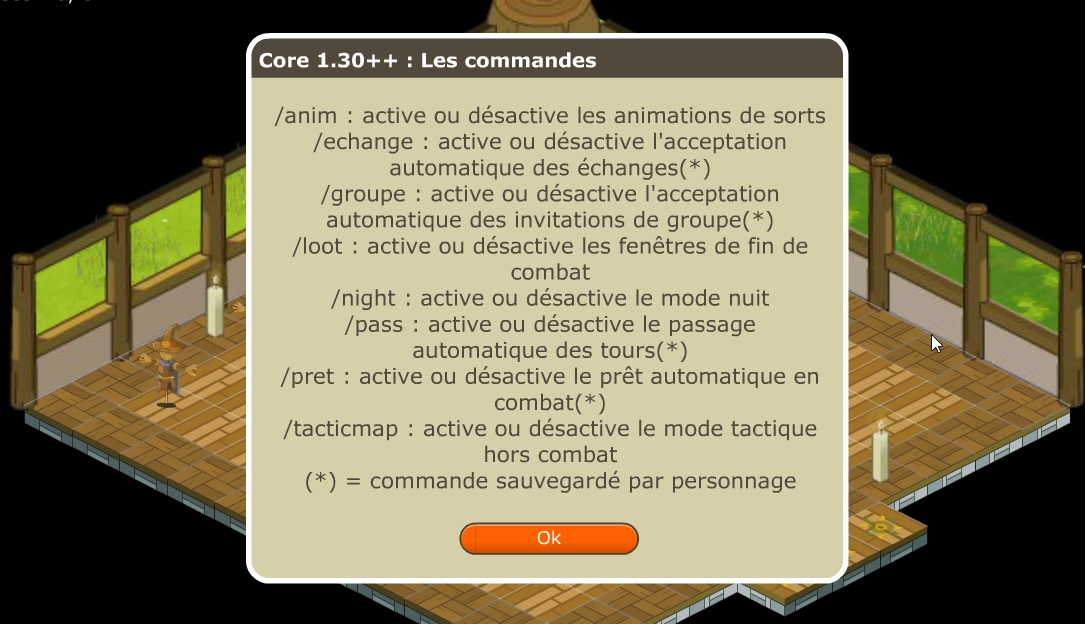 Core 1.30++ : Les commandes
/anim : active ou désactive les animations de sorts
/echange : active ou désactive l'acceptation
automatique des échanges(*)
/groupe : active ou désactive l'acceptation
automatique des invitations de groupe(*)
/loot : active ou désactive les fenêtres de fin de
combat
/night : active ou désactive le mode nuit
/pass : active ou désactive le passage
automatique des tours(*)
/pret : active ou désactive le prêt automatique en
combat(*)
/tacticmap : active ou désactive le mode tactique
hors combat
(*) = commande sauvegardé par personnage
Ok